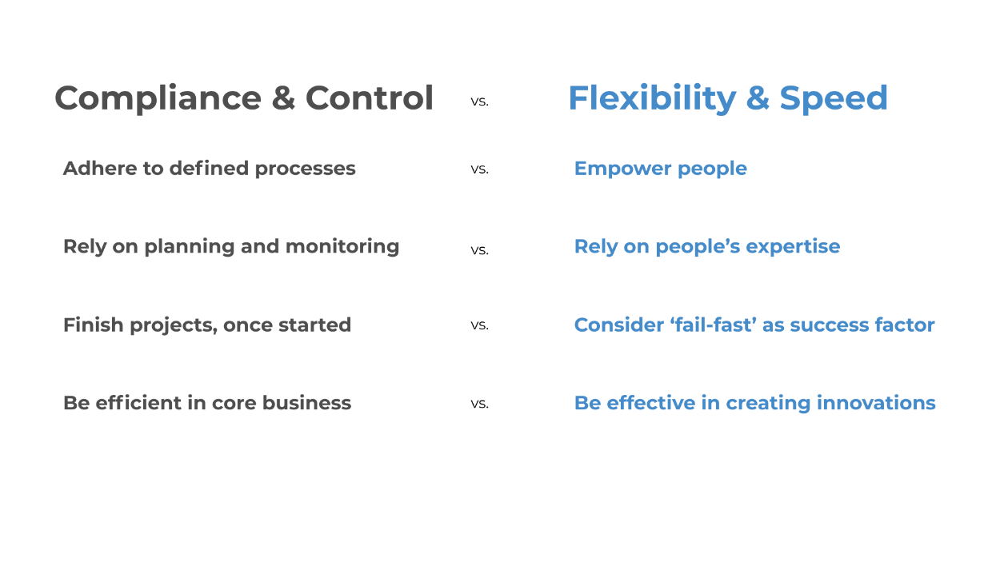 Compliance & Control vs. Flexibility & Speed
Adhere to defined processes vs. Empower people
Rely on planning and monitoring vs. Rely on people’s expertise
Finish projects, once started vs. Consider ‘fail-fast’ as success factor
Be efficient in core business vs. Be effective in creating innovations